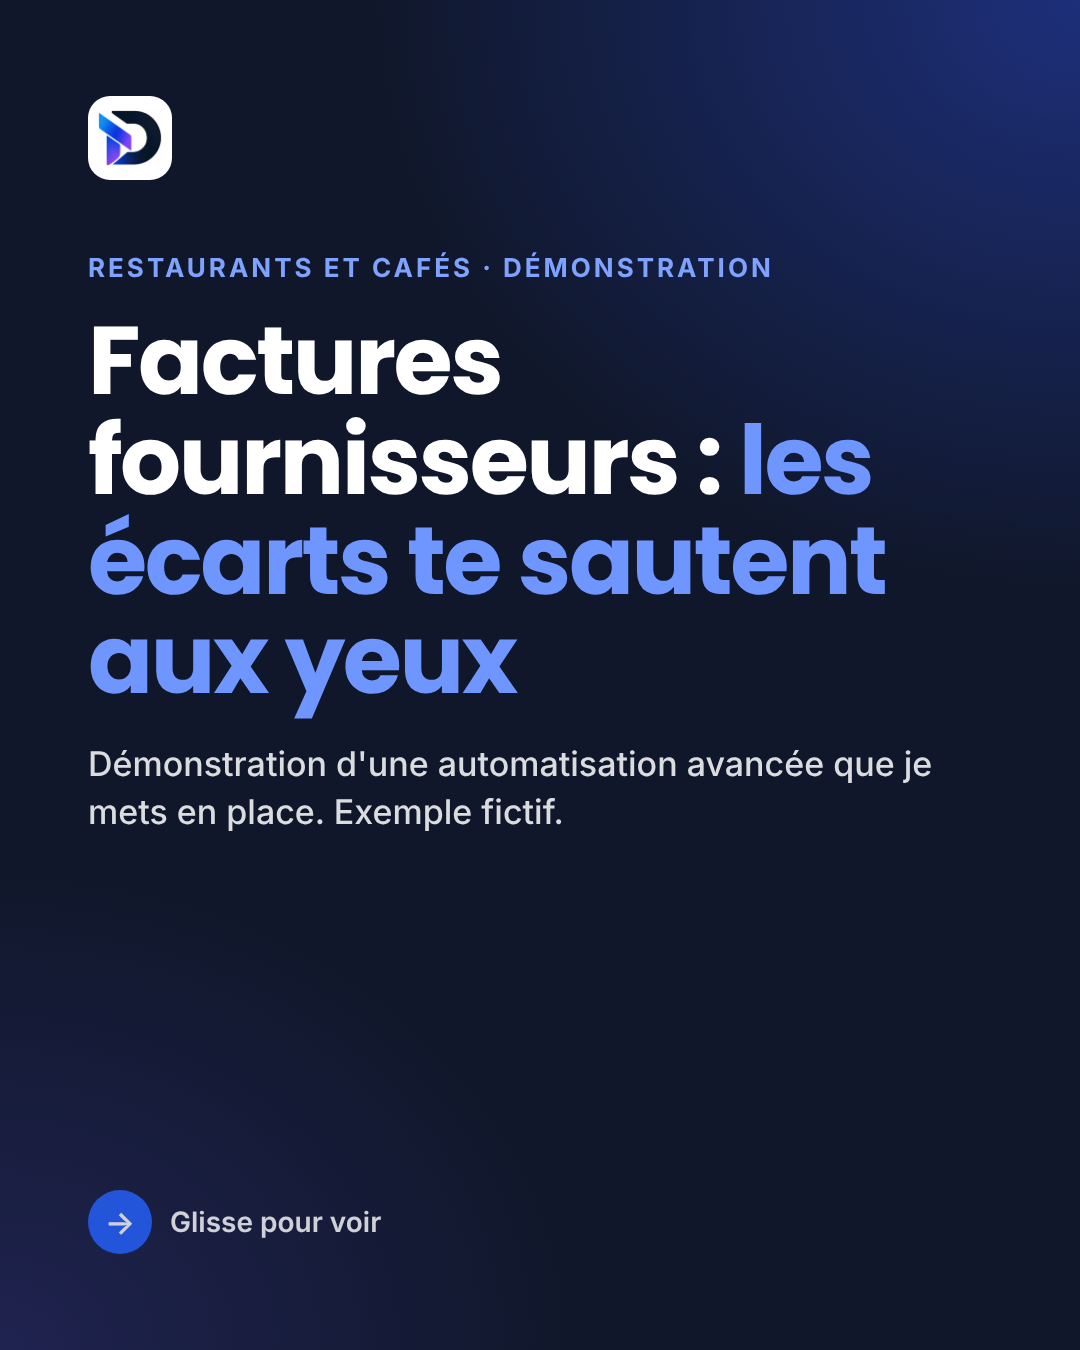 RESTAURANTS ET CAFÉS · DÉMONSTRATION
Factures
fournisseurs : les
écarts te sautent
aux yeux
Démonstration d'une automatisation avancée que je
mets en place. Exemple fictif.
Glisse pour voir